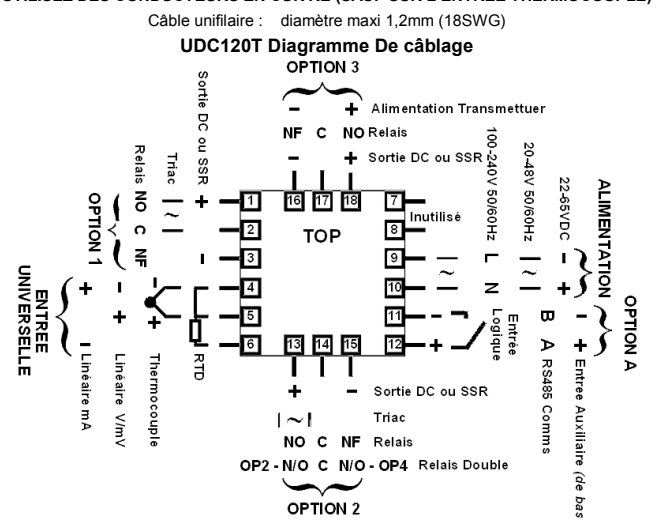 Câble unifilaire : diamètre maxi 1,2mm (18SWG)
UDC120T Diagramme De câblage
OPTION 3
- + Alimentation Transmettuer
NF C NO Relais
- + Sortie DC ou SSR
Sortie DC ou SSR
Triac
Relais
NO C NF
OPTION 1
+ -
~
ENTREE UNIVERSELLE
+ - Linéaire mA
- + Linéaire V/mV
- + Thermocouple
RTD
1
2
3
4
5
6
16 17 18
TOP
13 14 15
7
8
9
10
11
12
Inutilisé
100-240V 50/60Hz
L N
~
20-48V 50/60Hz
~
22-65VDC
- +
ALIMENTATION
- +
Entrée Logique
B A RS485 Comms
- + Entree Auxiliaire (de bas
OPTION A
+ - Sortie DC ou SSR
~ Triac
NO C NF Relais
OP2 - N/O C N/O - OP4 Relais Double
OPTION 2